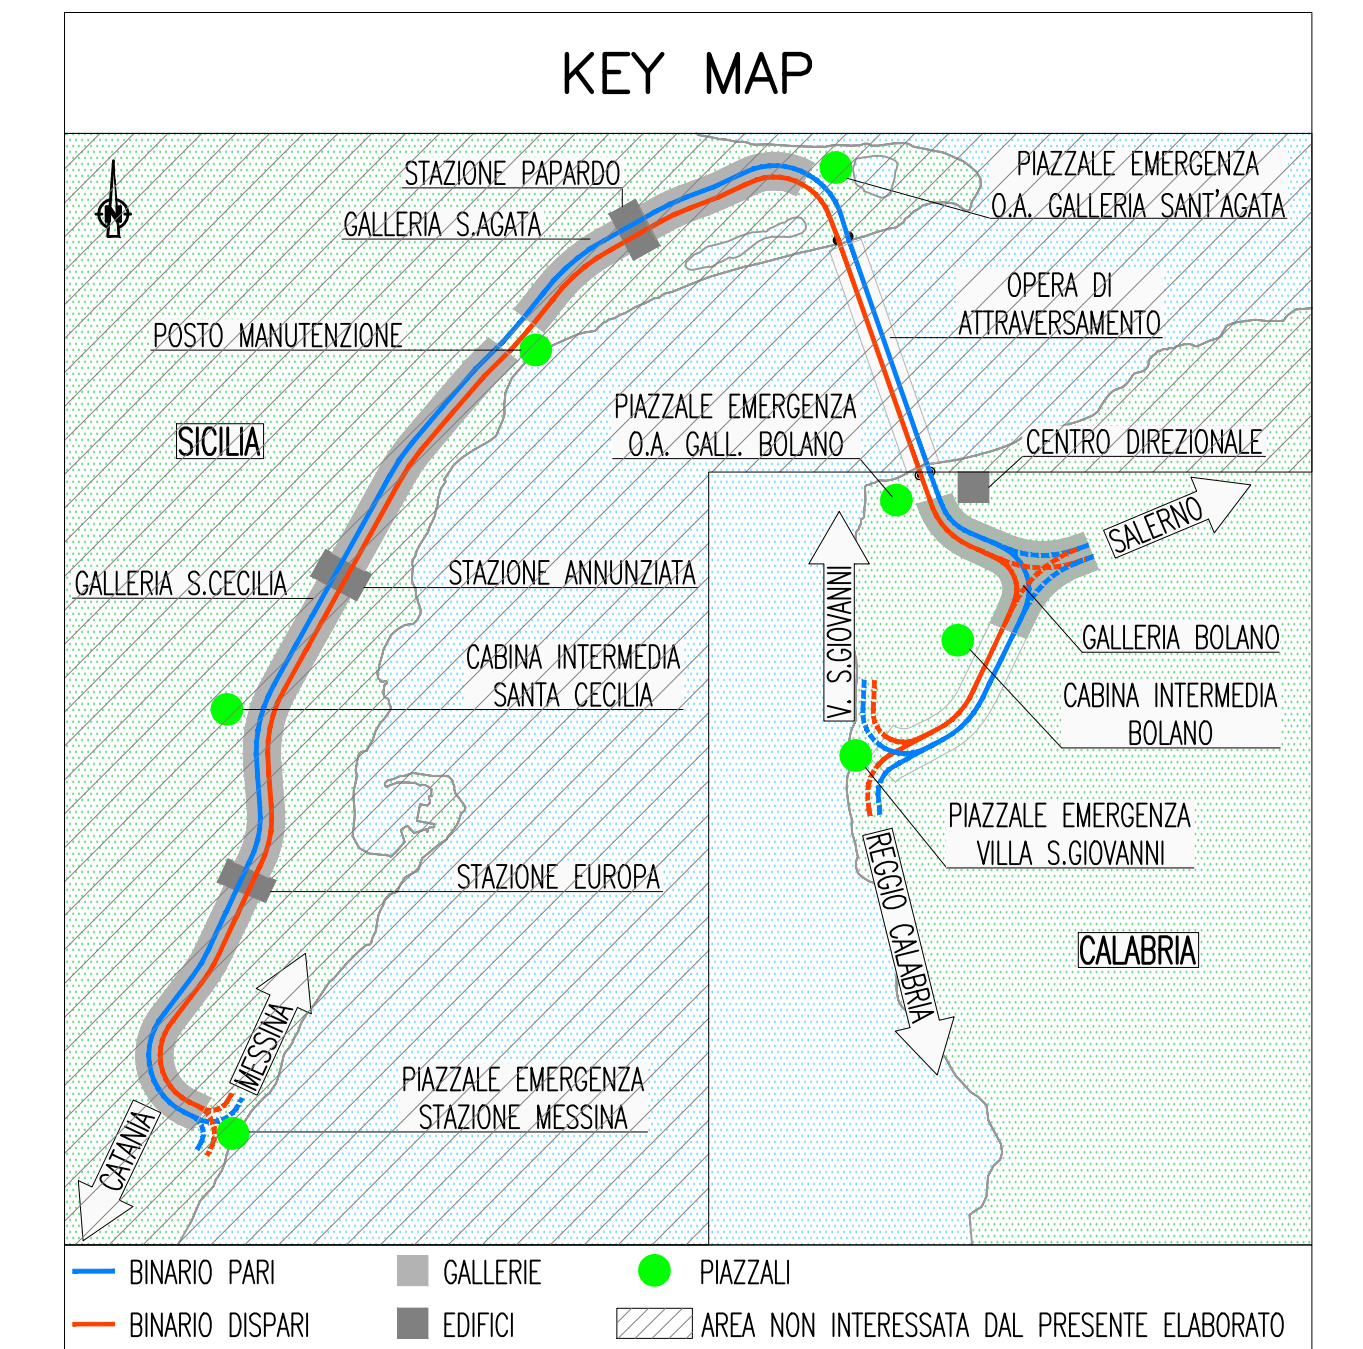 KEY MAP
N
STAZIONE PAPARDO
GALLERIA S.AGATA
PIAZZALE EMERGENZA
O.A. GALLERIA SANT'AGATA
OPERA DI
ATTRAVERSAMENTO
POSTO MANUTENZIONE
SICILIA
PIAZZALE EMERGENZA
O.A. GALL. BOLANO
CENTRO DIREZIONALE
SALERNO
GALLERIA S.CECILIA
STAZIONE ANNUNZIATA
V. S.GIOVANNI
GALLERIA BOLANO
CABINA INTERMEDIA
SANTA CECILIA
CABINA INTERMEDIA
BOLANO
PIAZZALE EMERGENZA
VILLA S.GIOVANNI
STAZIONE EUROPA
REGGIO CALABRIA
CALABRIA
MESSINA
PIAZZALE EMERGENZA
STAZIONE MESSINA
CATANIA
BINARIO PARI
GALLERIE
PIAZZALI
BINARIO DISPARI
EDIFICI
AREA NON INTERESSATA DAL PRESENTE ELABORATO